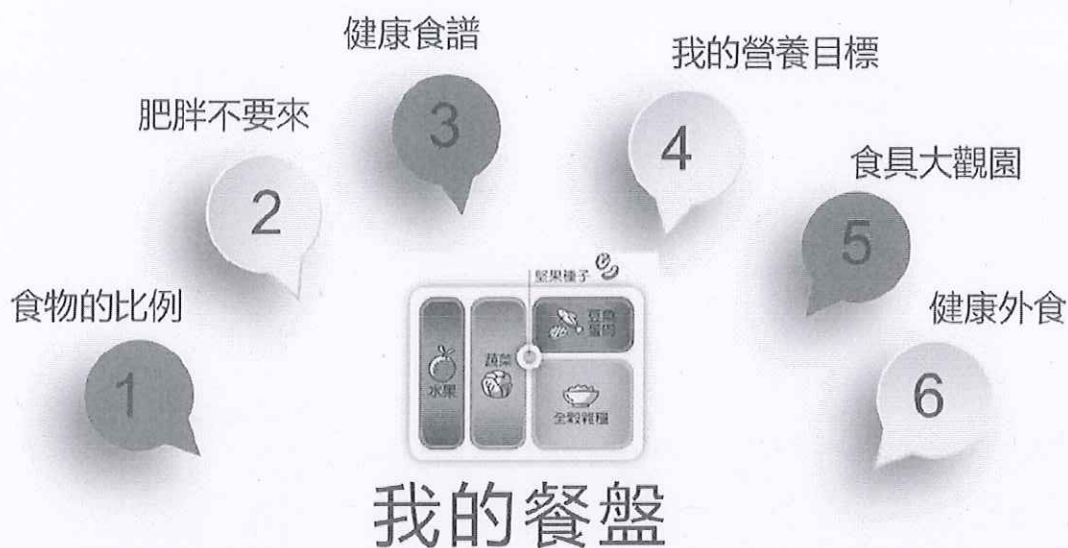 健康食譜
3
我的營養目標
4
肥胖不要來
2
食具大觀園
5
食物的比例
1
健康外食
6
堅果種子
水果
蔬菜
豆魚
蛋肉
全穀雜糧
我的餐盤